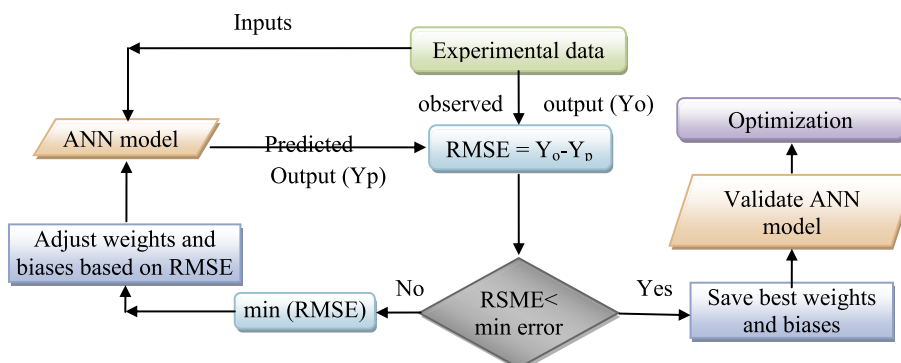 Inputs
Experimental data
observed output (Yo)
Optimization
ANN model
Predicted
Output (Yp)
RMSE = Yo-Yp
Validate ANN
model
Adjust weights and
biases based on RMSE
No
RSME<
min error
Yes
min (RMSE)
Save best weights
and biases